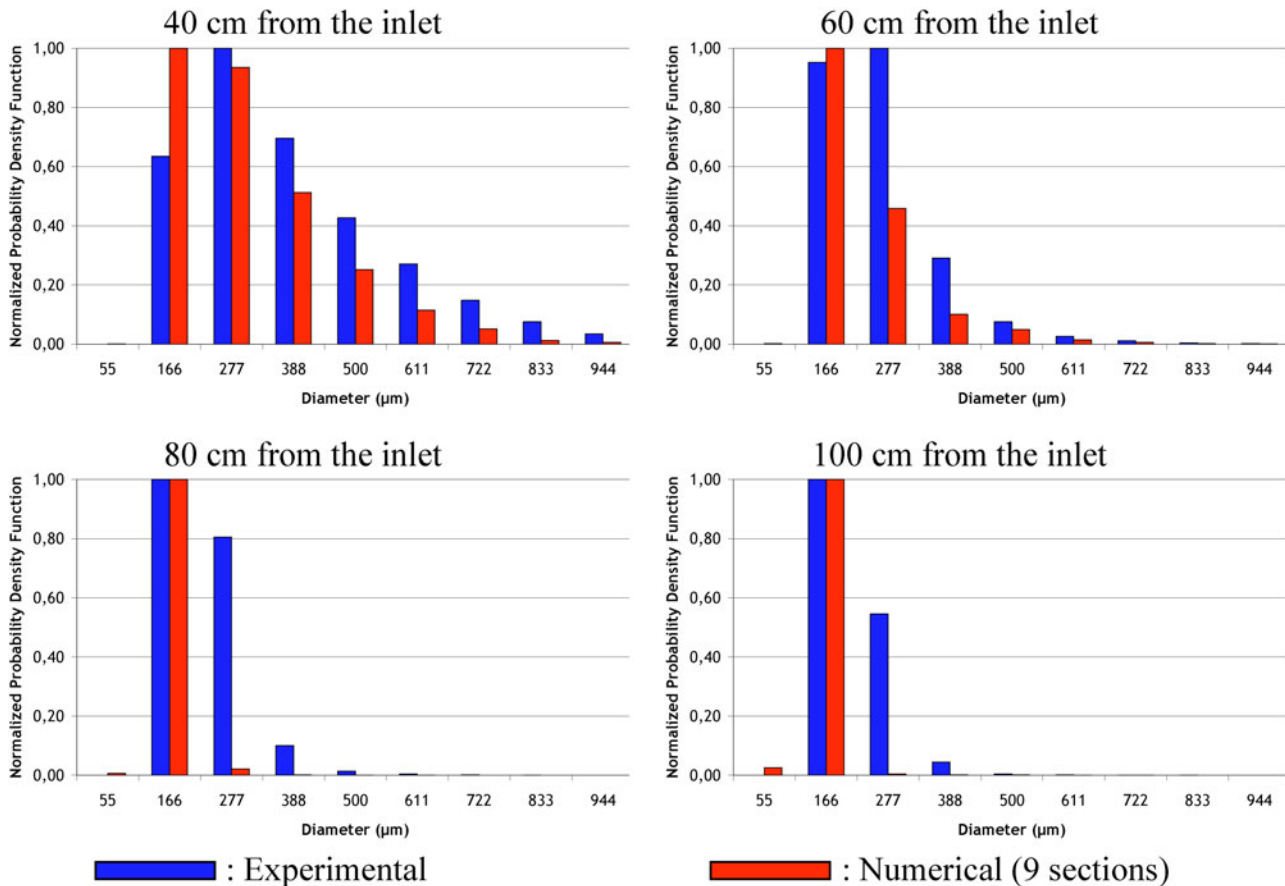 40 cm from the inlet
Normalized Probability Density Function
1,00
0,80
0,60
0,40
0,20
0,00
55 166 277 388 500 611 722 833 944
Diameter (µm)
60 cm from the inlet
Normalized Probability Density Function
1,00
0,80
0,60
0,40
0,20
0,00
55 166 277 388 500 611 722 833 944
Diameter (µm)
80 cm from the inlet
Normalized Probability Density Function
1,00
0,80
0,60
0,40
0,20
0,00
55 166 277 388 500 611 722 833 944
Diameter (µm)
100 cm from the inlet
Normalized Probability Density Function
1,00
0,80
0,60
0,40
0,20
0,00
55 166 277 388 500 611 722 833 944
Diameter (µm)
: Experimental
: Numerical (9 sections)